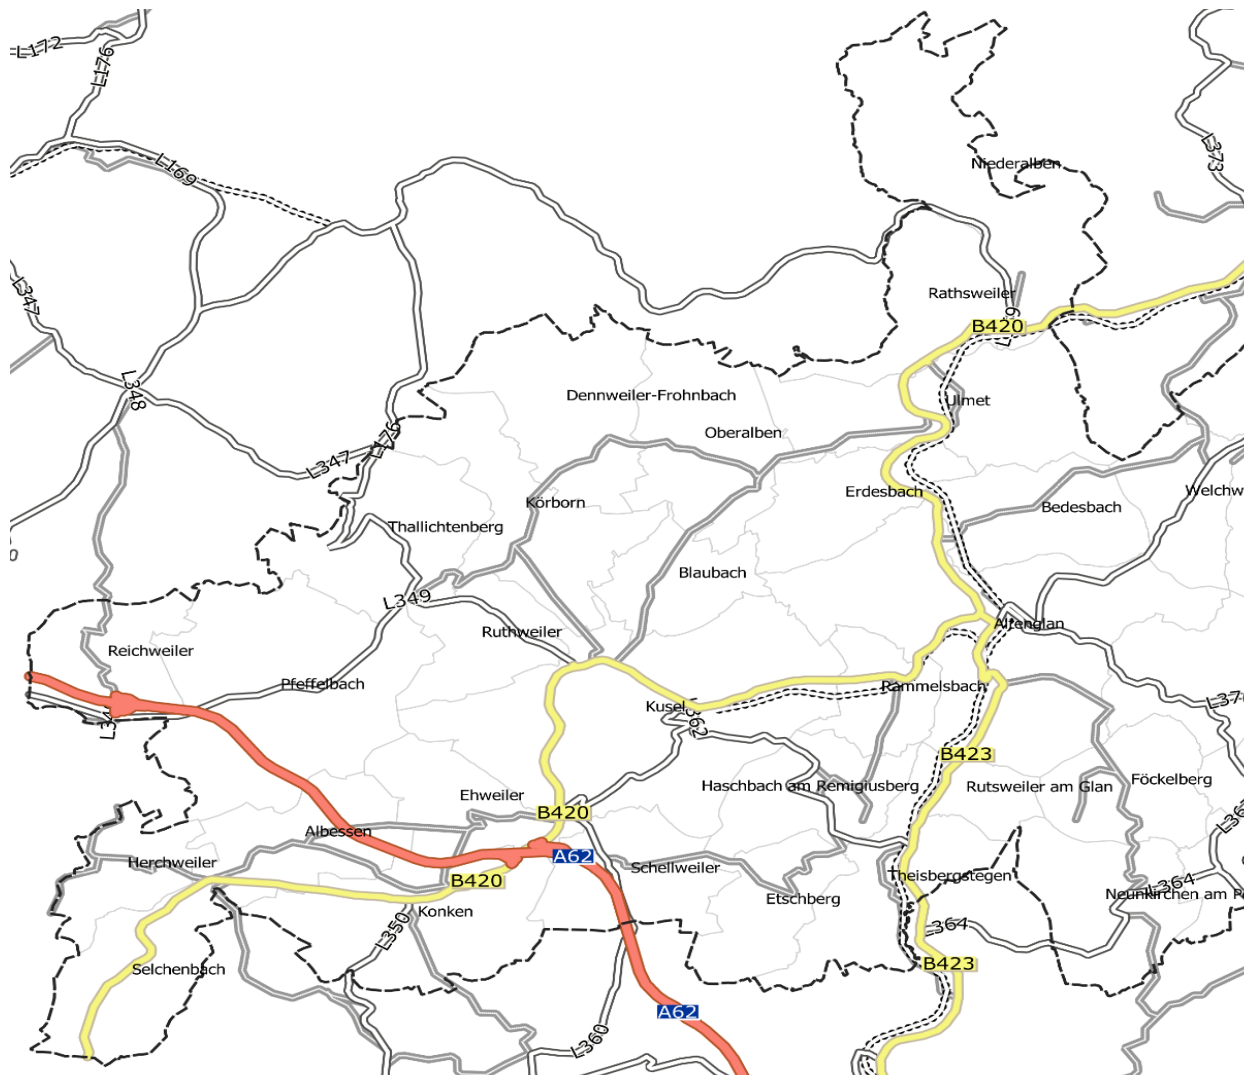 L172
L176
L169
L373
Niederalben
L347
Rathsweiler
B420
L348
Dennweiler-Frohnbach
Ulmet
Oberalben
L176
L347
Erdesbach
Welchw
Körborn
Bedesbach
Thallichtenberg
Blaubach
L349
Ruthweiler
Altenglan
Reichweiler
Pfeffelbach
Rammelsbach
Kusel
L362
L370
B423
Haschbach am Remigiusberg
Rutsweiler am Glan
Föckelberg
Ehweiler
B420
Albessen
A62
Herchweiler
Schellweiler
B420
Theisbergstegen
L364
Etschberg
Neunkirchen am P
Konken
L350
364
Selchenbach
B423
A62
L360